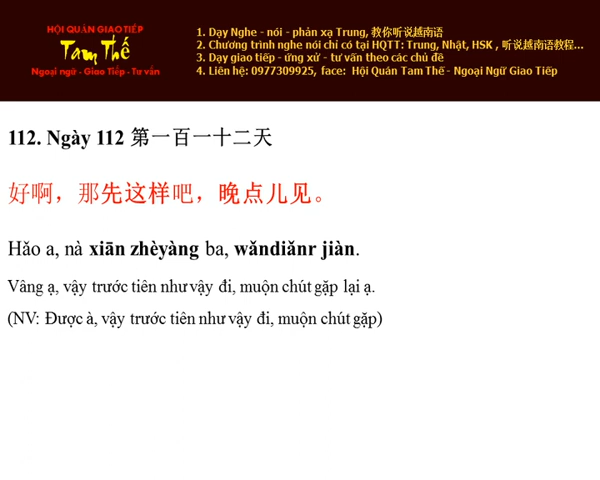 HỘI QUÁN GIAO TIẾP
Tam Thế
Ngoại ngữ - Giao Tiếp - Tư vấn
1. Dạy Nghe - nói - phản xạ Trung, 教你听说越南语
2. Chương trình nghe nói chỉ có tại HQTT: Trung, Nhật, HSK , 听说越南语教程...
3. Dạy giao tiếp - ứng xử - tư vấn theo các chủ đề
4. Liên hệ: 0977309925, face: Hội Quán Tam Thế - Ngoại Ngữ Giao Tiếp
112. Ngày 112 第一百一十二天
好啊，那先这样吧，晚点儿见。
Hǎo a, nà xiān zhèyàng ba, wǎndiǎnr jiàn.
Vâng ạ, vậy trước tiên như vậy đi, muộn chút gặp lại ạ.
(NV: Được à, vậy trước tiên như vậy đi, muộn chút gặp)